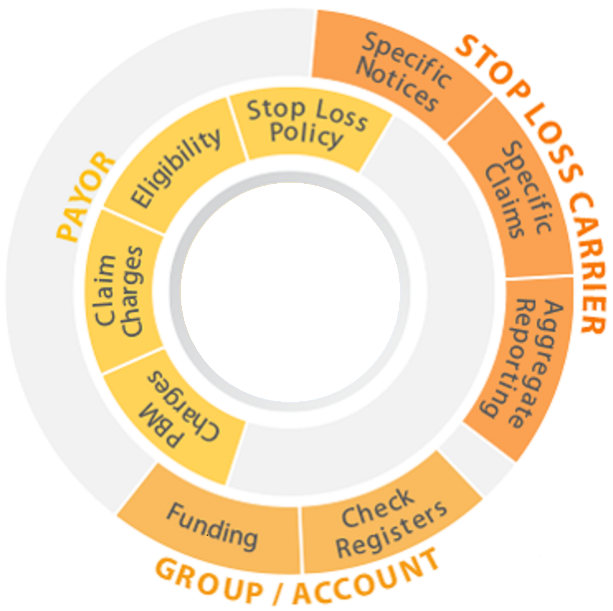 STOP LOSS CARRIER
Specific
Notices
Specific
Claims
Aggregate
Reporting
PAYOR
Stop Loss
Policy
Eligibility
Claim
Charges
PBM
Charges
Check
Registers
Funding
GROUP / ACCOUNT